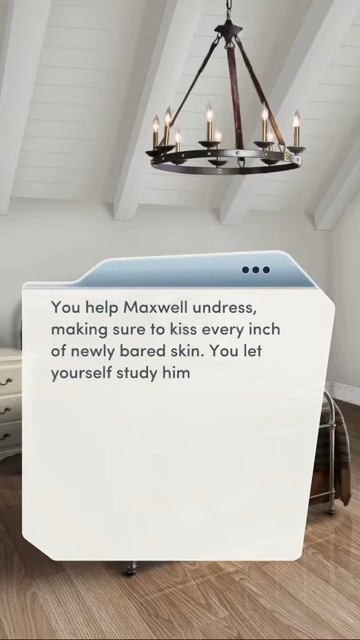 You help Maxwell undress,
making sure to kiss every inch
of newly bared skin. You let
yourself study him